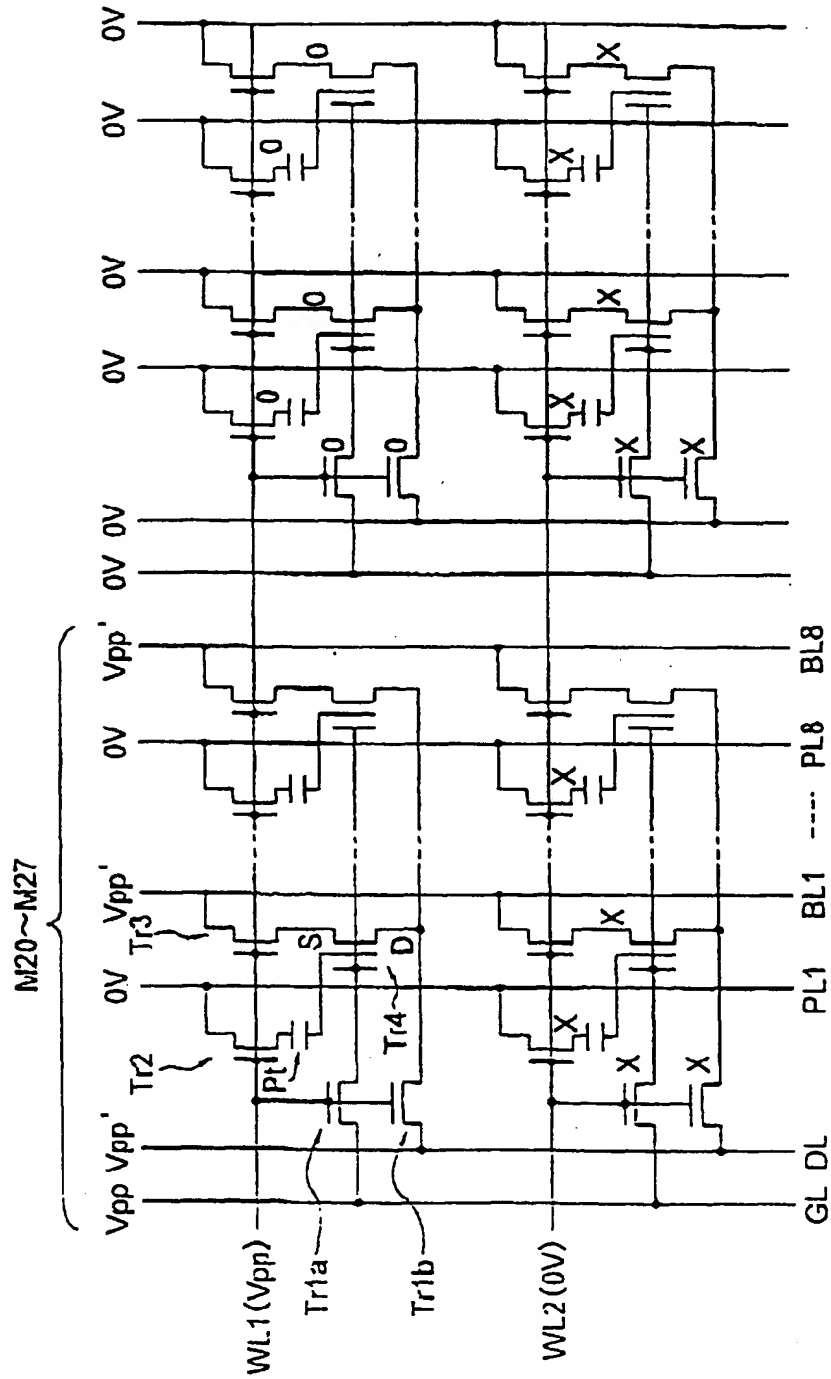 M20~M27
Vpp Vpp' 0V Vpp' 0V Vpp' 0V 0V 0V 0V 0V 0V
Tr2 Tr3
WL1(Vpp)
Pt S O O O O
Tr1a Tr4 D O O
Tr1b
WL2(0V)
X X X X X X X
X X X X
GL DL PL1 BL1 ---- PL8 BL8